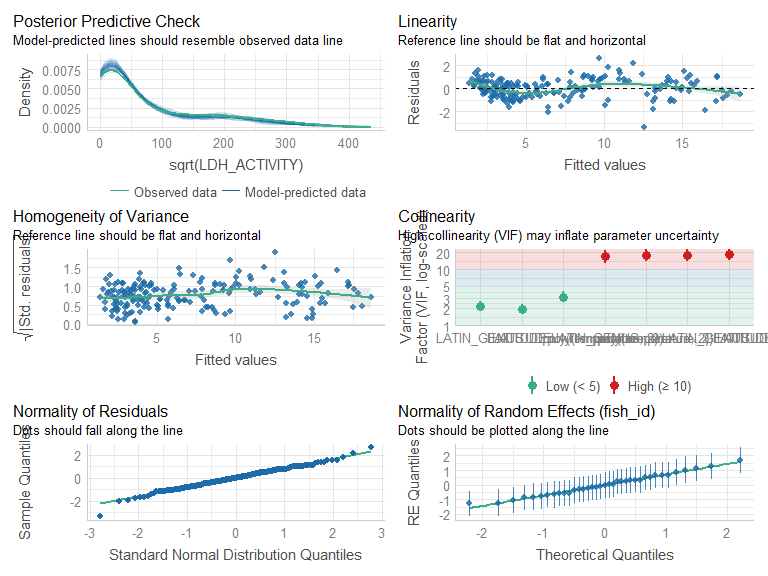 Posterior Predictive Check
Model-predicted lines should resemble observed data line
Density
0.0075
0.0050
0.0025
0.0000
0 100 200 300 400
sqrt(LDH_ACTIVITY)
Observed data Model-predicted data
Linearity
Reference line should be flat and horizontal
Residuals
2
1
0
-2
5 10 15
Fitted values
Homogeneity of Variance
Reference line should be flat and horizontal
√|Std. residuals|
1.5
1.0
0.5
0.0
5 10 15
Fitted values
Collinearity
High collinearity (VIF) may inflate parameter uncertainty
Variance Inflation
Factor (VIF, log-scaled)
20
10
5
3
2
1
Low (< 5) High (≥ 10)
Normality of Residuals
Dots should fall along the line
Sample Quantiles
2
0
-2
-3 -2 -1 0 1 2 3
Standard Normal Distribution Quantiles
Normality of Random Effects (fish_id)
Dots should be plotted along the line
RE Quantiles
2
0
-2
-2 -1 0 1 2
Theoretical Quantiles